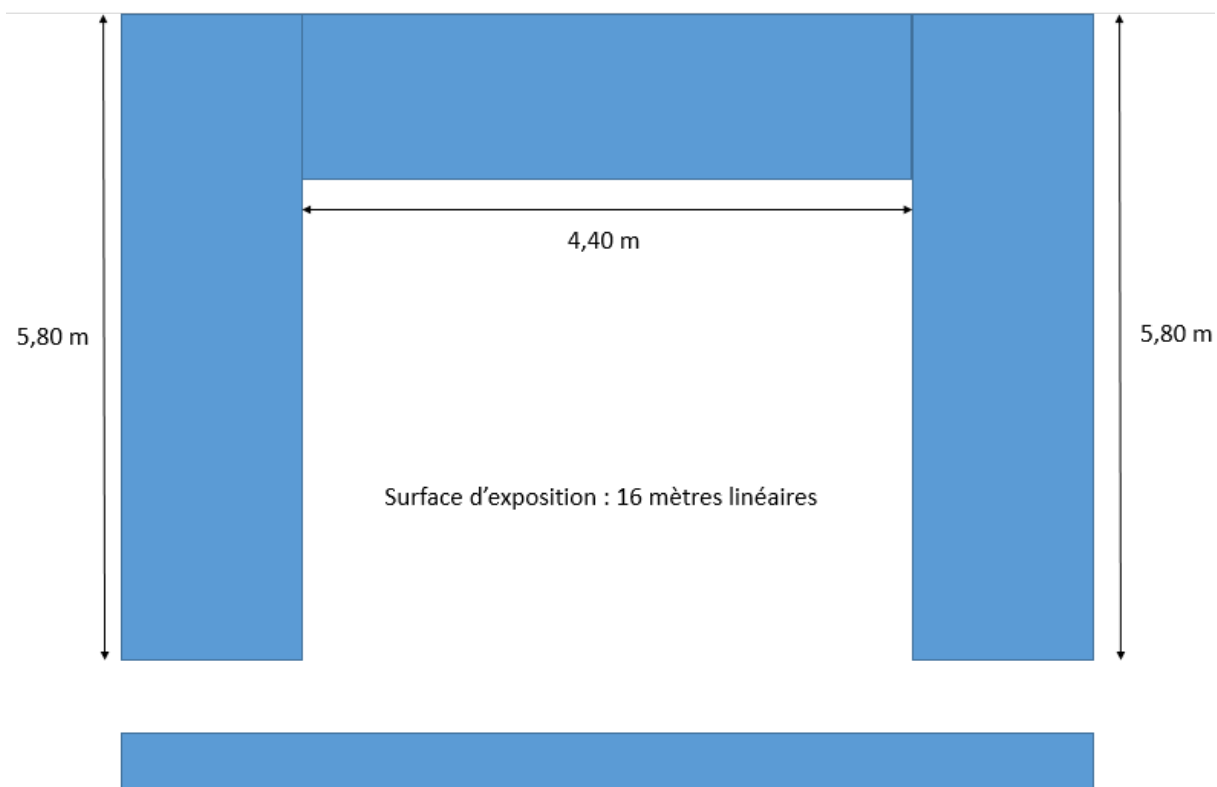 4,40 m
5,80 m
5,80 m
Surface d’exposition : 16 mètres linéaires